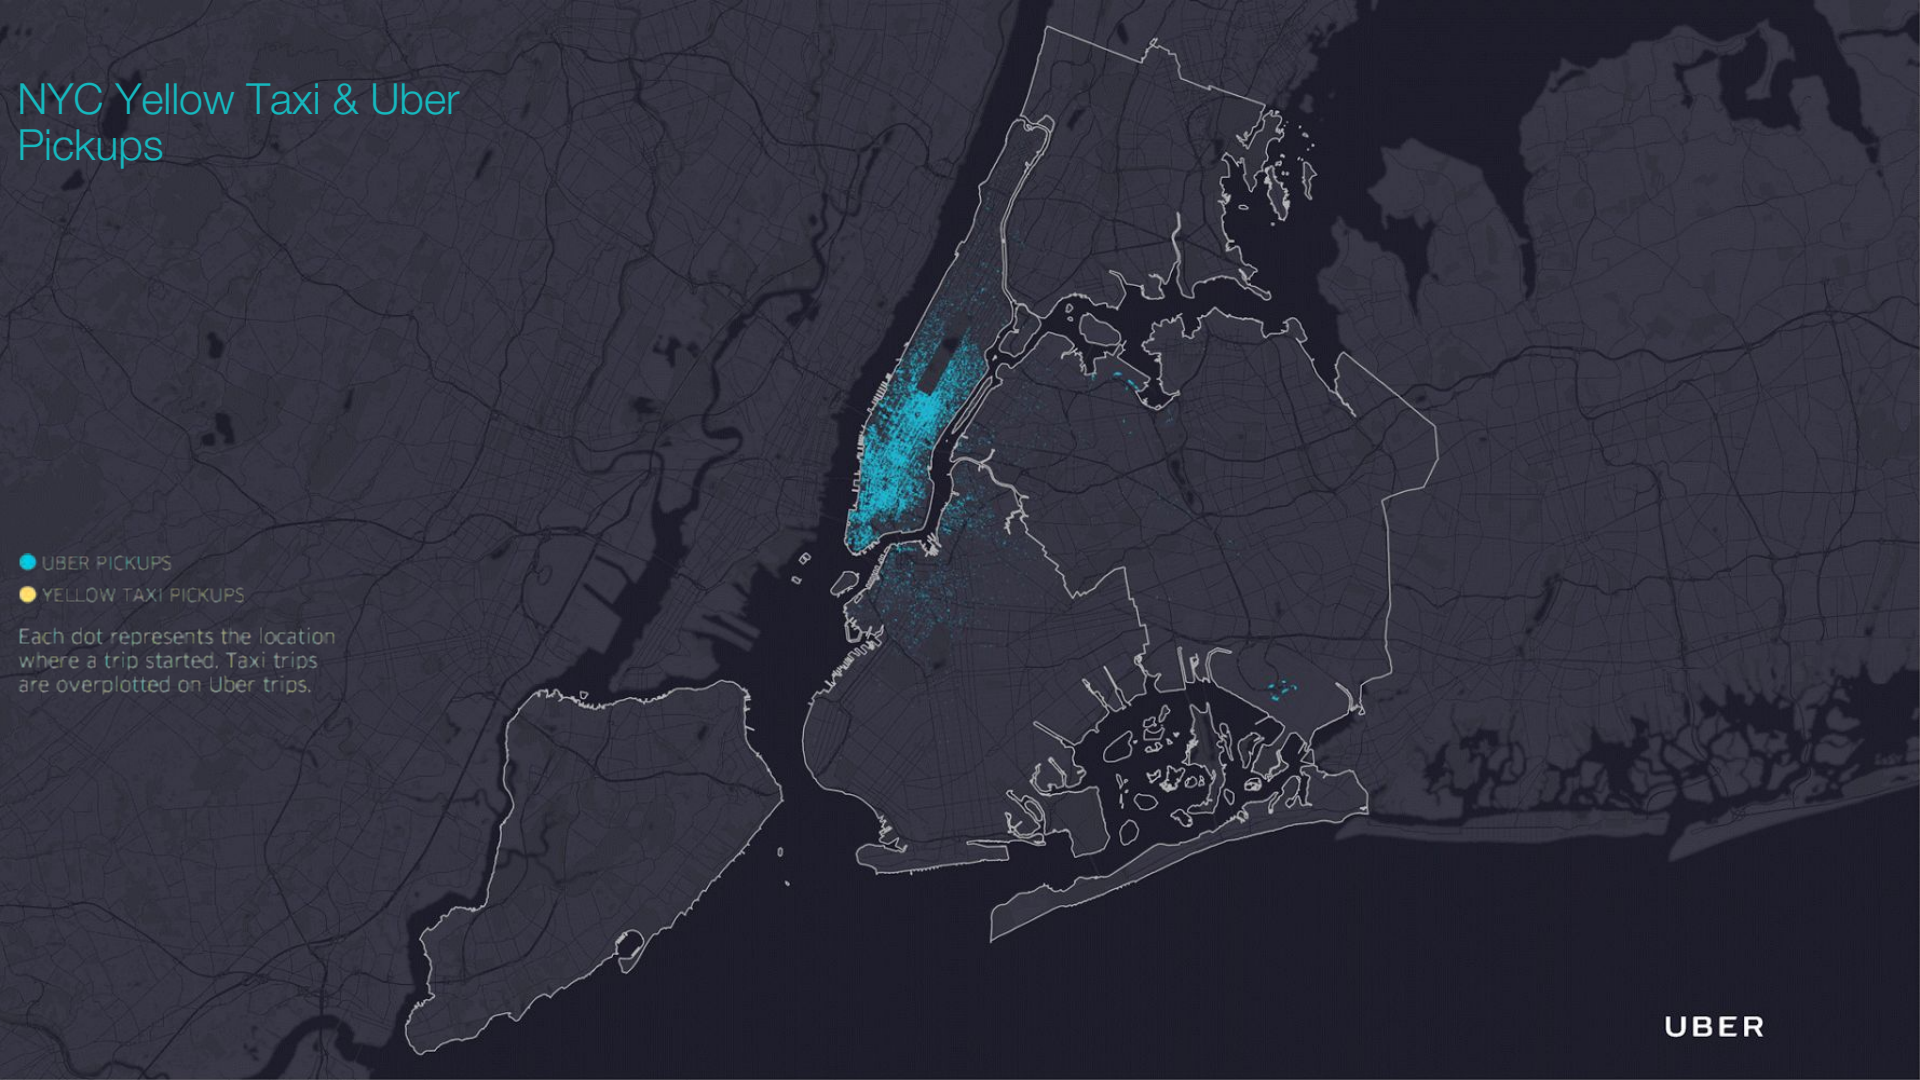 NYC Yellow Taxi & Uber
Pickups
UBER PICKUPS
YELLOW TAXI PICKUPS
Each dot represents the location
where a trip started. Taxi trips
are overplotted on Uber trips.
UBER